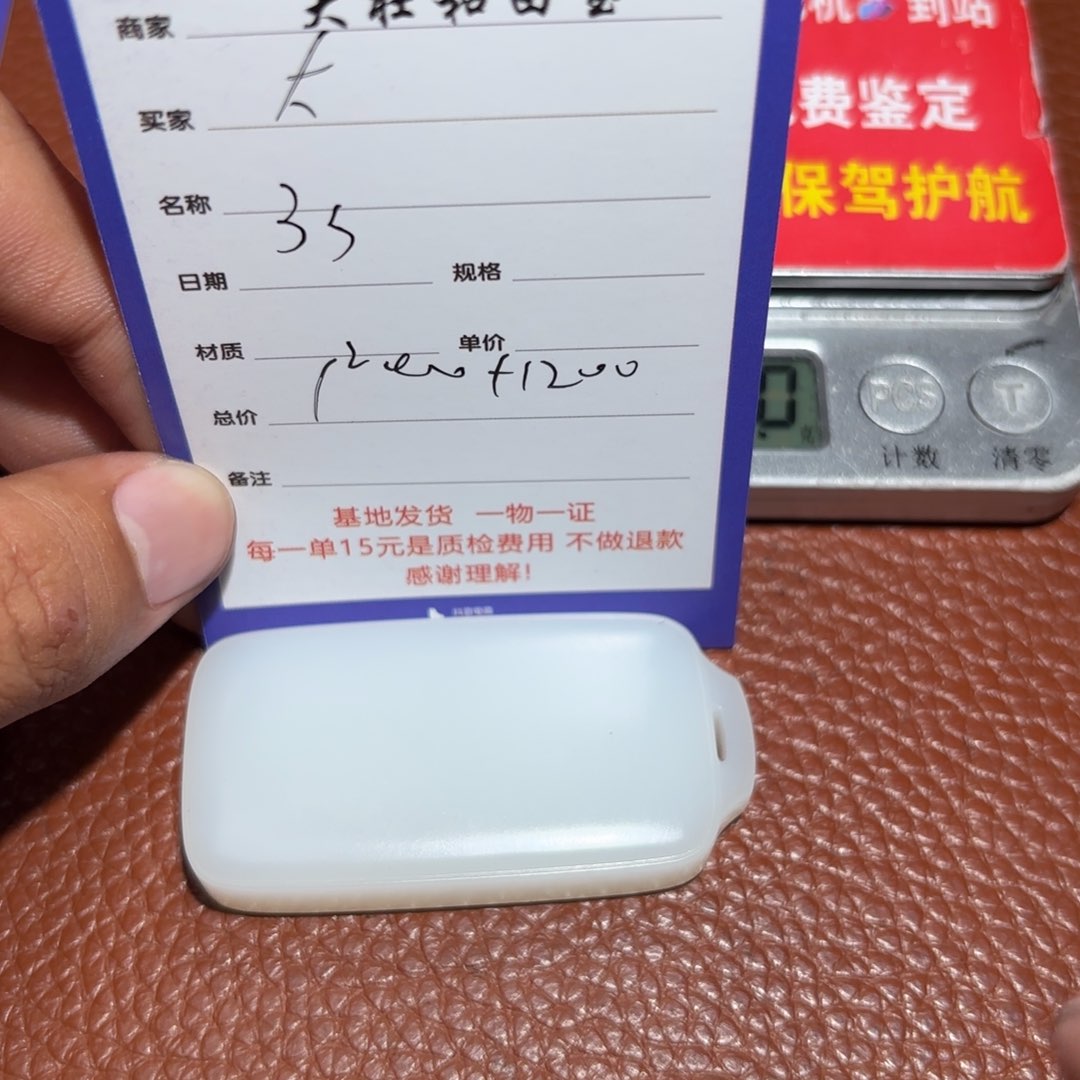 商家
买家 大
名称 35
日期 规格
材质 单价
总价 +1200
备注
基地发货 一物一证
每一单15元是质检费用 不做退款
感谢理解!
到站
费鉴定
保驾护航
PCS T
计数 清零